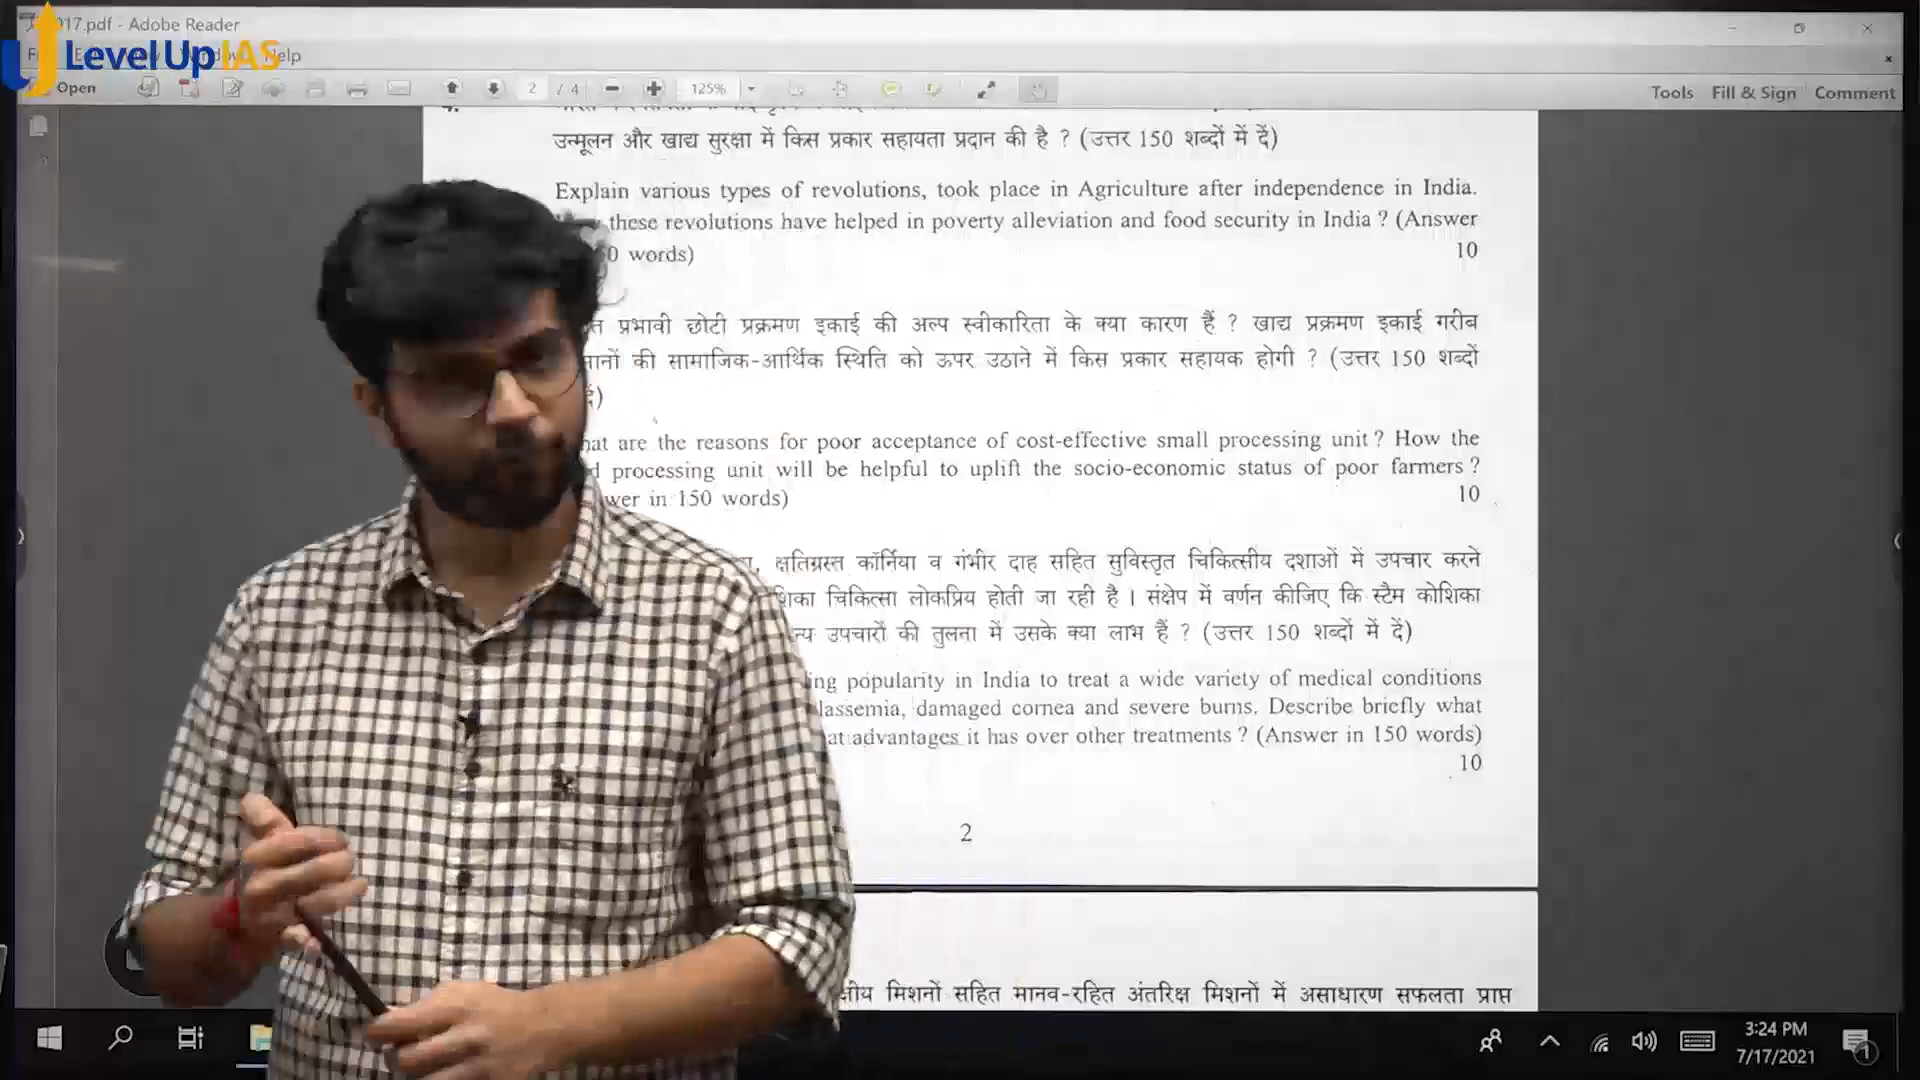 17.pdf - Adobe Reader
Level Up IAS
Help
Open
2 / 4
125%
Tools Fill & Sign Comment
उन्मूलन और खाद्य सुरक्षा में किस प्रकार सहायता प्रदान की है ? (उत्तर 150 शब्दों में दें)
Explain various types of revolutions, took place in Agriculture after independence in India.
these revolutions have helped in poverty alleviation and food security in India ? (Answer
words)
10
प्रभावी छोटी प्रक्रमण इकाई की अल्प स्वीकारिता के क्या कारण हैं ? खाद्य प्रक्रमण इकाई गरीब
की सामाजिक-आर्थिक स्थिति को ऊपर उठाने में किस प्रकार सहायक होगी ? (उत्तर 150 शब्दों
are the reasons for poor acceptance of cost-effective small processing unit ? How the
processing unit will be helpful to uplift the socio-economic status of poor farmers ?
in 150 words)
10
क्षतिग्रस्त कॉर्निया व गंभीर दाह सहित सुविस्तृत चिकित्सीय दशाओं में उपचार करने
चिकित्सा लोकप्रिय होती जा रही है । संक्षेप में वर्णन कीजिए कि स्टैम कोशिका
उपचारों की तुलना में उसके क्या लाभ हैं ? (उत्तर 150 शब्दों में दें)
popularity in India to treat a wide variety of medical conditions
damaged cornea and severe burns. Describe briefly what
advantages it has over other treatments ? (Answer in 150 words)
10
2
मिशनों सहित मानव-रहित अंतरिक्ष मिशनों में असाधारण सफलता प्राप्त
3:24 PM
7/17/2021
1